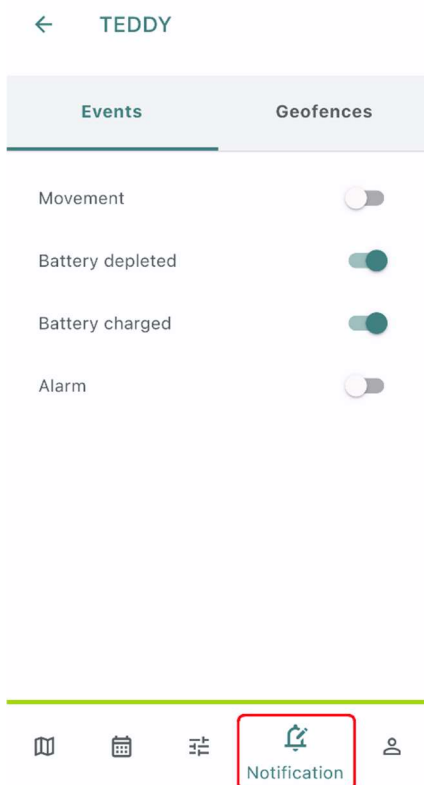 TEDDY
Events Geofences
Movement
Battery depleted
Battery charged
Alarm
Notification